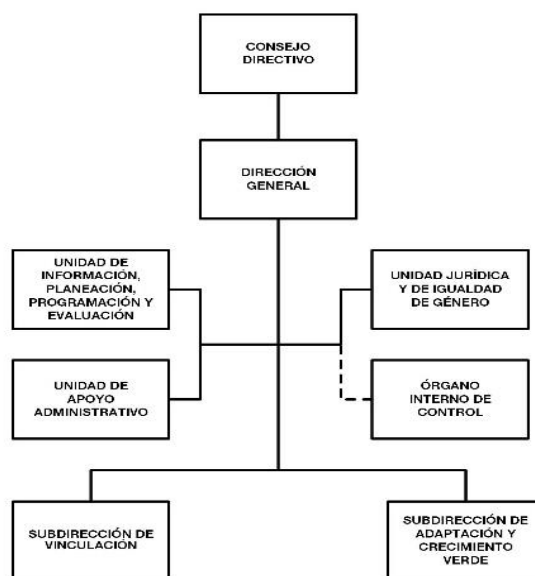 CONSEJO
DIRECTIVO
DIRECCIÓN
GENERAL
UNIDAD DE
INFORMACIÓN,
PLANEACIÓN,
PROGRAMACIÓN Y
EVALUACIÓN
UNIDAD JURÍDICA
Y DE IGUALDAD
DE GÉNERO
UNIDAD DE
APOYO
ADMINISTRATIVO
ÓRGANO
INTERNO DE
CONTROL
SUBDIRECCIÓN DE
VINCULACIÓN
SUBDIRECCIÓN DE
ADAPTACIÓN Y
CRECIMIENTO
VERDE